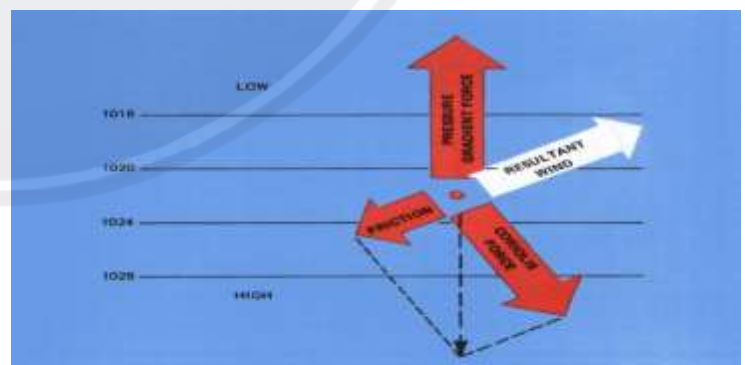 LOW
1016
PRESSURE
GRADIENT FORCE
RESULTANT
WIND
1020
FRICTION
1024
CORIOLIS
FORCE
1028
HIGH